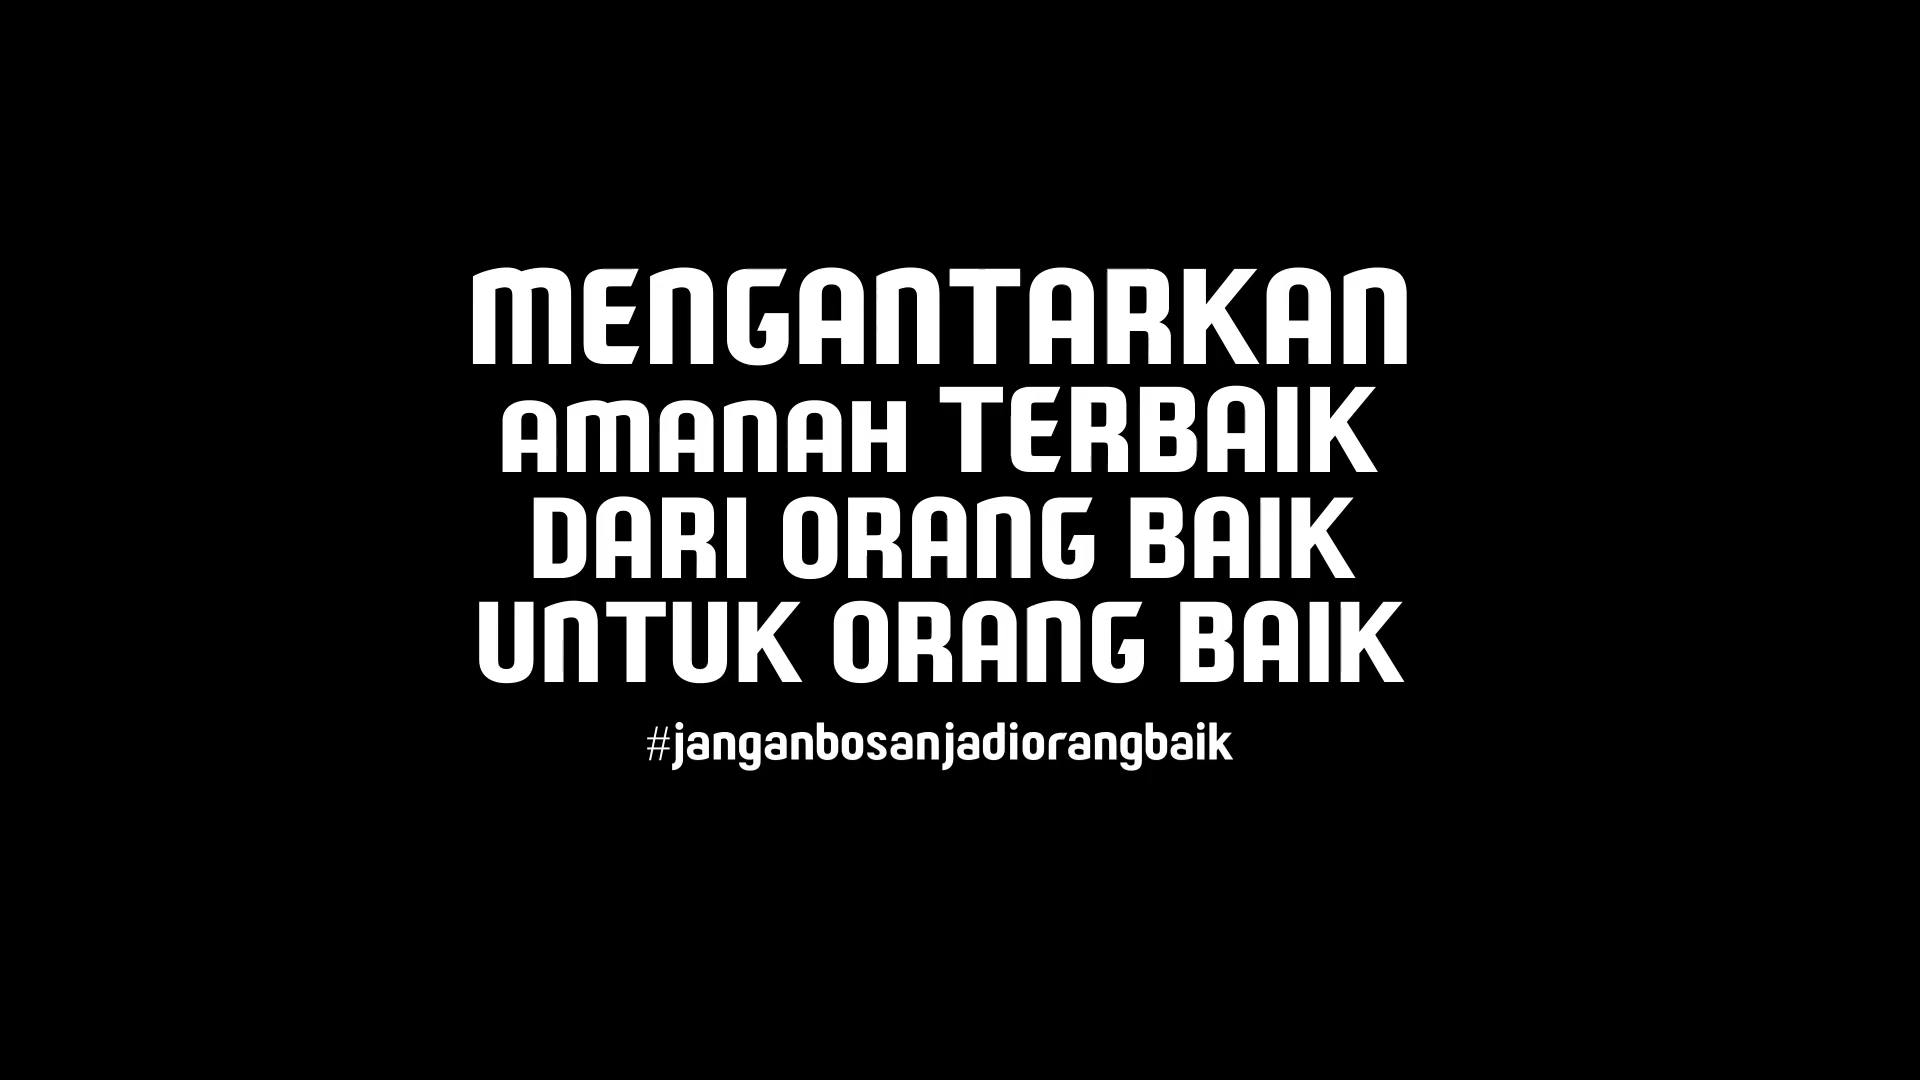 MENGANTARKAN
AMANAH TERBAIK
DARI ORANG BAIK
UNTUK ORANG BAIK
#janganbosanjadiorangbaik